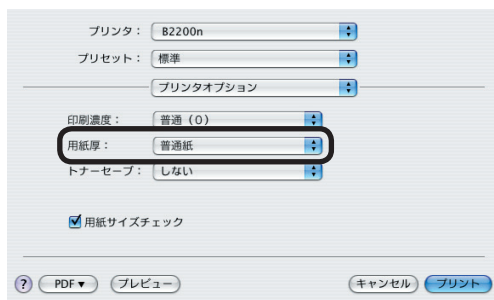 プリンタ： B2200n
プリセット： 標準
プリンタオプション
印刷濃度： 普通（0）
用紙厚： 普通紙
トナーセーブ： しない
用紙サイズチェック
? PDF▼ プレビュー キャンセル プリント